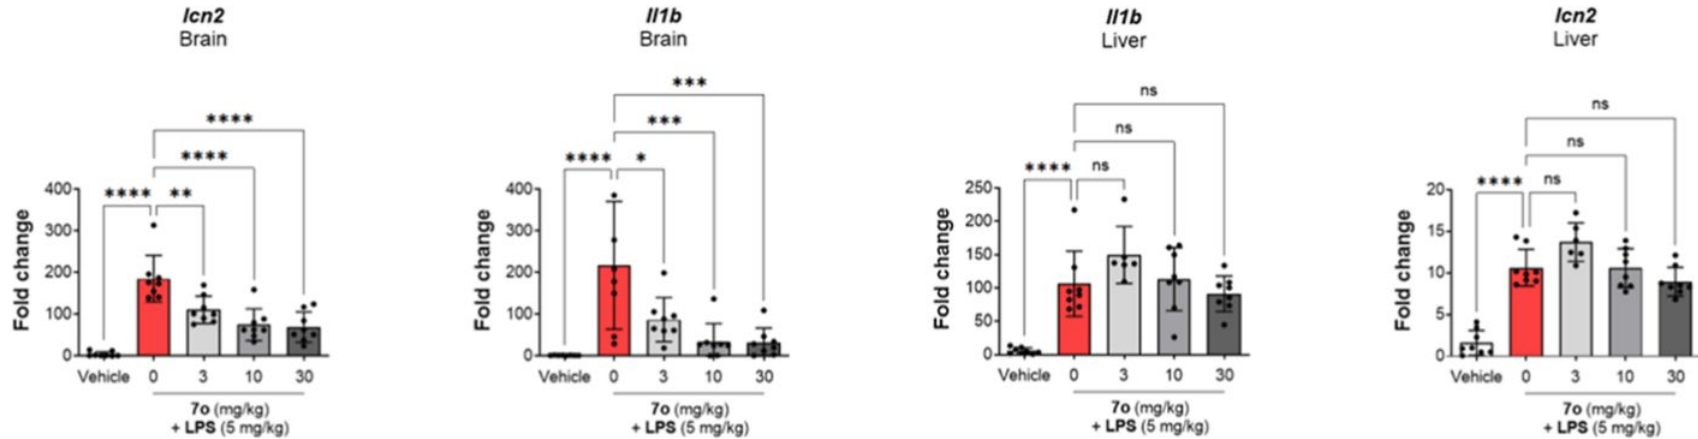 lcn2
Brain
****
****
**** **
400
300
200
100
0
Fold change
Vehicle 0 3 10 30
7o (mg/kg)
+ LPS (5 mg/kg)
Il1b
Brain
***
***
**** *
400
300
200
100
0
Fold change
Vehicle 0 3 10 30
7o (mg/kg)
+ LPS (5 mg/kg)
Il1b
Liver
ns
ns
**** ns
250
200
150
100
50
0
Fold change
Vehicle 0 3 10 30
7o (mg/kg)
+ LPS (5 mg/kg)
lcn2
Liver
ns
ns
**** ns
20
15
10
5
0
Fold change
Vehicle 0 3 10 30
7o (mg/kg)
+ LPS (5 mg/kg)